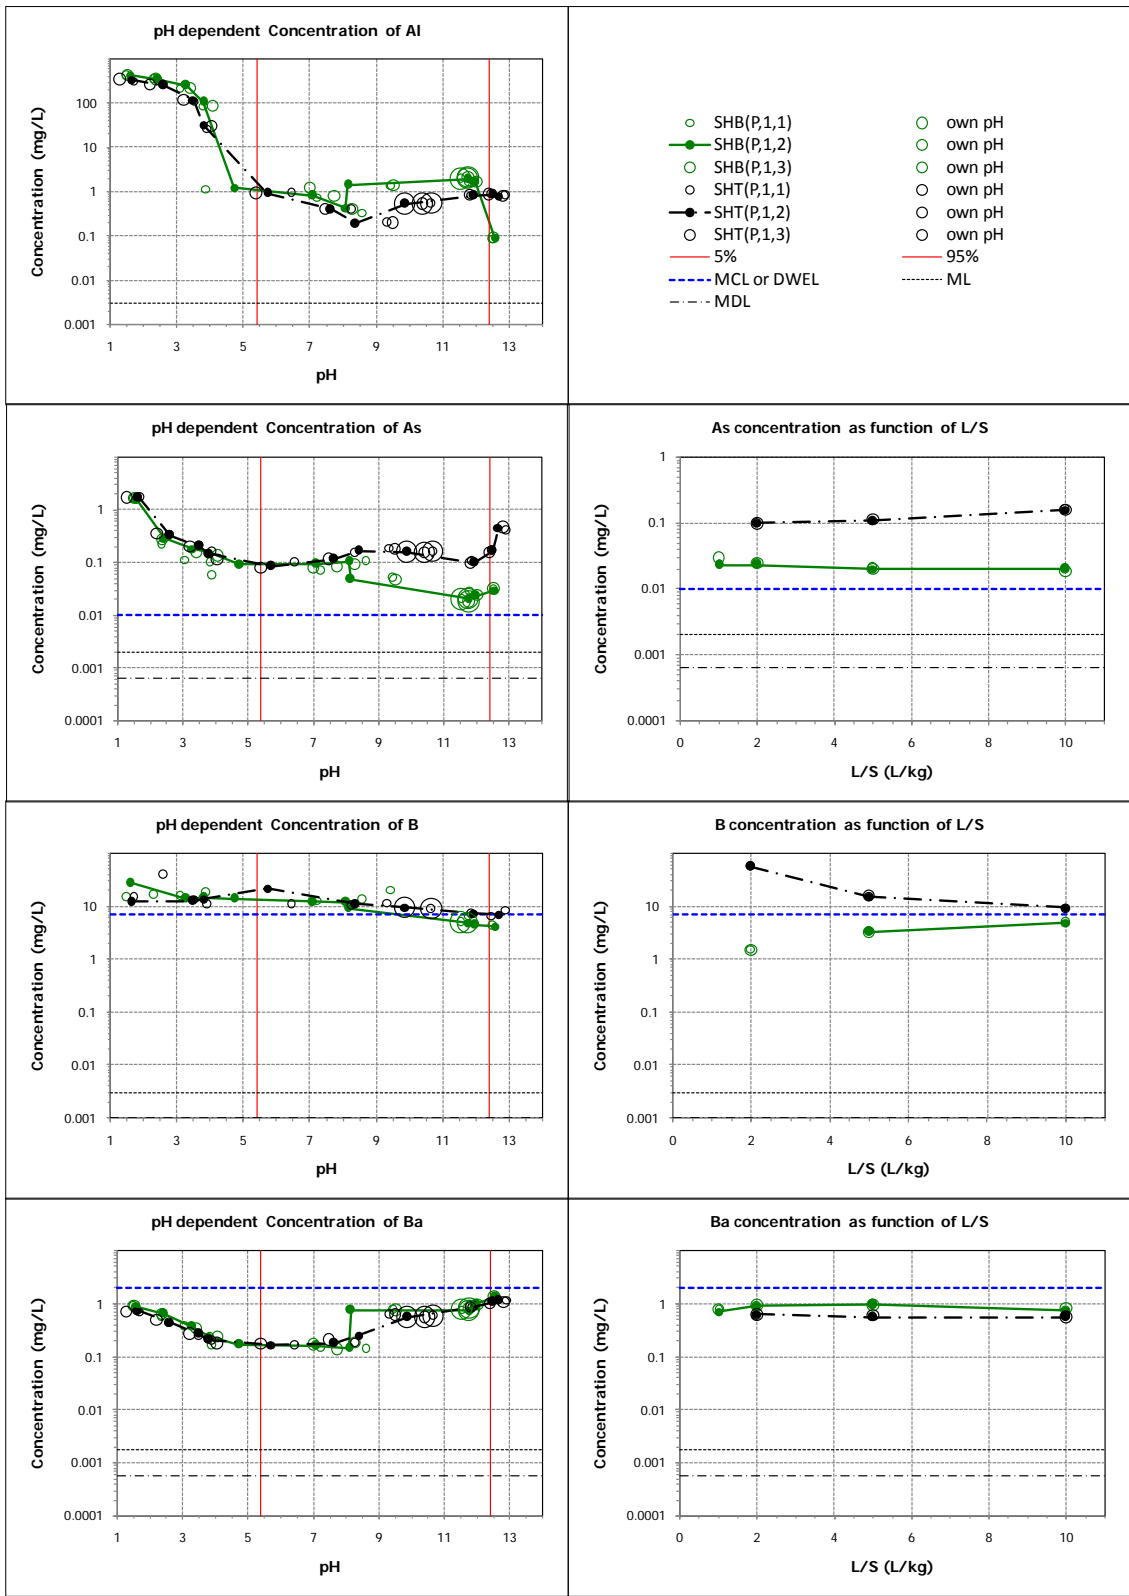 pH dependent Concentration of Al
Concentration (mg/L)
100
10
1
0.1
0.01
0.001
1 3 5 7 9 11 13
pH
SHB(P,1,1) own pH
SHB(P,1,2) own pH
SHB(P,1,3) own pH
SHT(P,1,1) own pH
SHT(P,1,2) own pH
SHT(P,1,3) own pH
5% 95%
MCL or DWEL ML
MDL
pH dependent Concentration of As
Concentration (mg/L)
1
0.1
0.01
0.001
0.0001
1 3 5 7 9 11 13
pH
As concentration as function of L/S
Concentration (mg/L)
1
0.1
0.01
0.001
0.0001
0 2 4 6 8 10
L/S (L/kg)
pH dependent Concentration of B
Concentration (mg/L)
10
1
0.1
0.01
0.001
1 3 5 7 9 11 13
pH
B concentration as function of L/S
Concentration (mg/L)
10
1
0.1
0.01
0.001
0 2 4 6 8 10
L/S (L/kg)
pH dependent Concentration of Ba
Concentration (mg/L)
1
0.1
0.01
0.001
0.0001
1 3 5 7 9 11 13
pH
Ba concentration as function of L/S
Concentration (mg/L)
1
0.1
0.01
0.001
0.0001
0 2 4 6 8 10
L/S (L/kg)